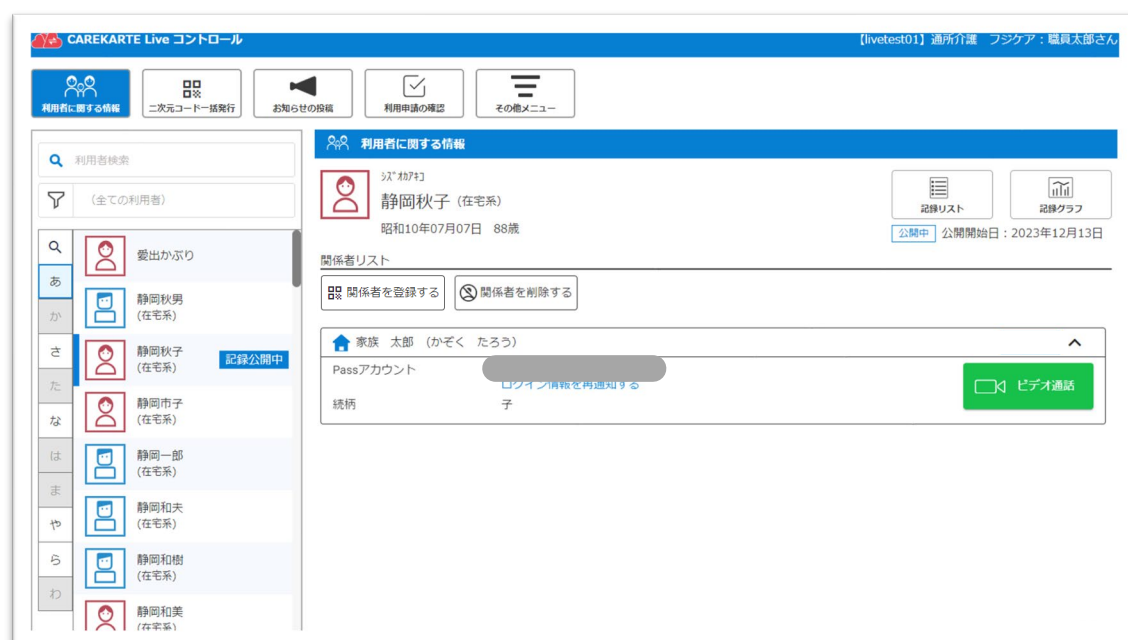 CAREKARTE Live コントロール
【livetest01】通所介護 フジケア:職員太郎さん
利用者に関する情報
二次元コード一括発行
お知らせの投稿
利用申請の確認
その他メニュー
利用者検索
(全ての利用者)
あ
か
さ
た
な
は
ま
や
ら
わ
愛出かぶり
静岡秋男
(在宅系)
静岡秋子
(在宅系)
記録公開中
静岡市子
(在宅系)
静岡一郎
(在宅系)
静岡和夫
(在宅系)
静岡和樹
(在宅系)
静岡和美
(在宅系)
利用者に関する情報
ｼｽﾞｵｶｱｷｺ
静岡秋子(在宅系)
昭和10年07月07日 88歳
記録リスト
記録グラフ
公開中 公開開始日:2023年12月13日
関係者リスト
関係者を登録する
関係者を削除する
家族 太郎 (かぞく たろう)
Passアカウント
ログイン情報を再通知する
続柄
子
ビデオ通話